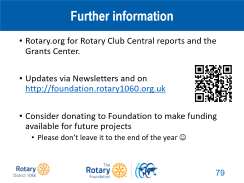 Further information
• Rotary.org for Rotary Club Central reports and the
Grants Center.
• Updates via Newsletters and on
http://foundation.rotary1060.org.uk
• Consider donating to Foundation to make funding
available for future projects
• Please don't leave it to the end of the year ☺
Rotary
District 1060
The
Rotary
Foundation
79